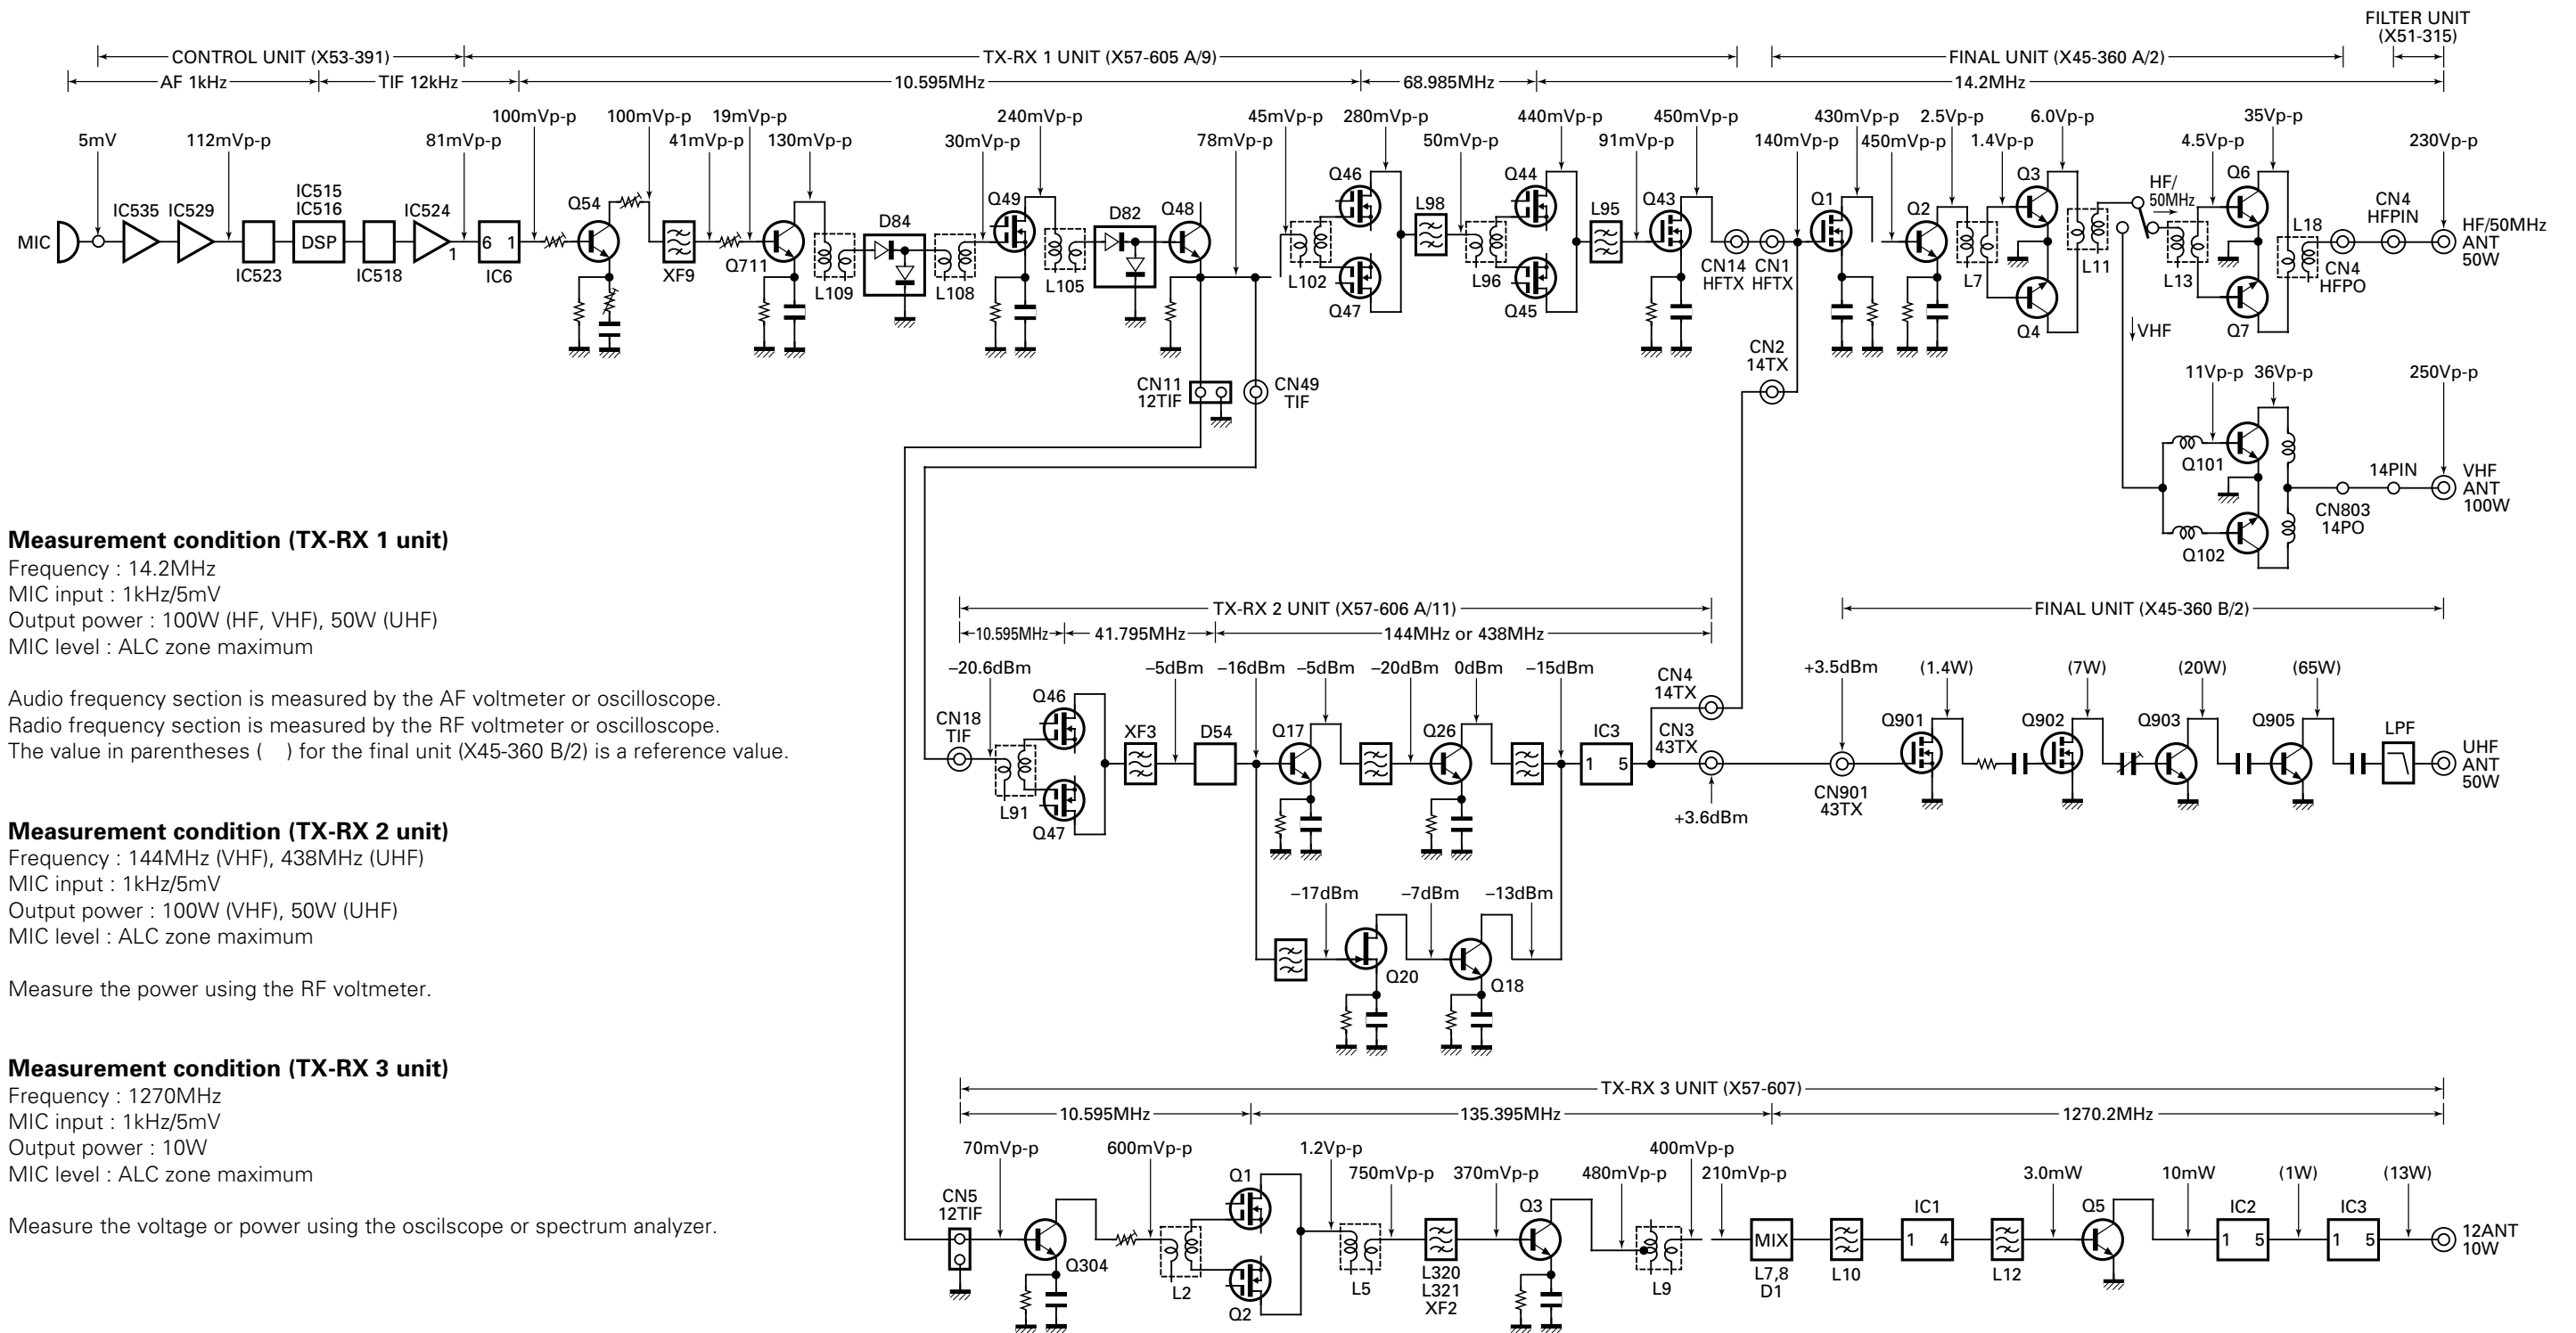 FILTER UNIT
(X51-315)
CONTROL UNIT (X53-391)
TX-RX 1 UNIT (X57-605 A/9)
FINAL UNIT (X45-360 A/2)
AF 1kHz
TIF 12kHz
10.595MHz
68.985MHz
14.2MHz
100mVp-p
100mVp-p
19mVp-p
240mVp-p
45mVp-p
280mVp-p
440mVp-p
450mVp-p
430mVp-p
2.5Vp-p
6.0Vp-p
35Vp-p
5mV
112mVp-p
81mVp-p
41mVp-p
130mVp-p
30mVp-p
78mVp-p
50mVp-p
91mVp-p
140mVp-p
450mVp-p
1.4Vp-p
4.5Vp-p
230Vp-p
MIC
IC535
IC529
IC523
IC515
IC516
DSP
IC518
IC524
1
6 1
IC6
Q54
XF9
Q711
L109
D84
L108
Q49
L105
D82
Q48
L102
Q46
Q47
L98
L96
Q44
Q45
L95
Q43
CN14
HFTX
CN1
HFTX
Q1
Q2
L7
Q3
Q4
L11
HF/
50MHz
L13
Q6
Q7
L18
CN4
HFPO
CN4
HFPIN
HF/50MHz
ANT
50W
VHF
CN2
14TX
CN11
12TIF
CN49
TIF
11Vp-p
36Vp-p
250Vp-p
Q101
Q102
14PIN
CN803
14PO
VHF
ANT
100W
Measurement condition (TX-RX 1 unit)
Frequency : 14.2MHz
MIC input : 1kHz/5mV
Output power : 100W (HF, VHF), 50W (UHF)
MIC level : ALC zone maximum
Audio frequency section is measured by the AF voltmeter or oscilloscope.
Radio frequency section is measured by the RF voltmeter or oscilloscope.
The value in parentheses (   ) for the final unit (X45-360 B/2) is a reference value.
TX-RX 2 UNIT (X57-606 A/11)
FINAL UNIT (X45-360 B/2)
10.595MHz
41.795MHz
144MHz or 438MHz
–20.6dBm
–5dBm
–16dBm
–5dBm
–20dBm
0dBm
–15dBm
+3.5dBm
(1.4W)
(7W)
(20W)
(65W)
CN18
TIF
L91
Q46
Q47
XF3
D54
Q17
Q26
IC3
1 5
CN4
14TX
CN3
43TX
+3.6dBm
CN901
43TX
Q901
Q902
Q903
Q905
LPF
UHF
ANT
50W
–17dBm
–7dBm
–13dBm
Q20
Q18
Measurement condition (TX-RX 2 unit)
Frequency : 144MHz (VHF), 438MHz (UHF)
MIC input : 1kHz/5mV
Output power : 100W (VHF), 50W (UHF)
MIC level : ALC zone maximum
Measure the power using the RF voltmeter.
Measurement condition (TX-RX 3 unit)
Frequency : 1270MHz
MIC input : 1kHz/5mV
Output power : 10W
MIC level : ALC zone maximum
Measure the voltage or power using the oscilscope or spectrum analyzer.
TX-RX 3 UNIT (X57-607)
10.595MHz
135.395MHz
1270.2MHz
70mVp-p
600mVp-p
1.2Vp-p
750mVp-p
370mVp-p
480mVp-p
400mVp-p
210mVp-p
3.0mW
10mW
(1W)
(13W)
CN5
12TIF
Q304
L2
Q1
Q2
L5
L320
L321
XF2
Q3
L9
MIX
L7,8
D1
L10
IC1
1 4
L12
Q5
IC2
1 5
IC3
1 5
12ANT
10W